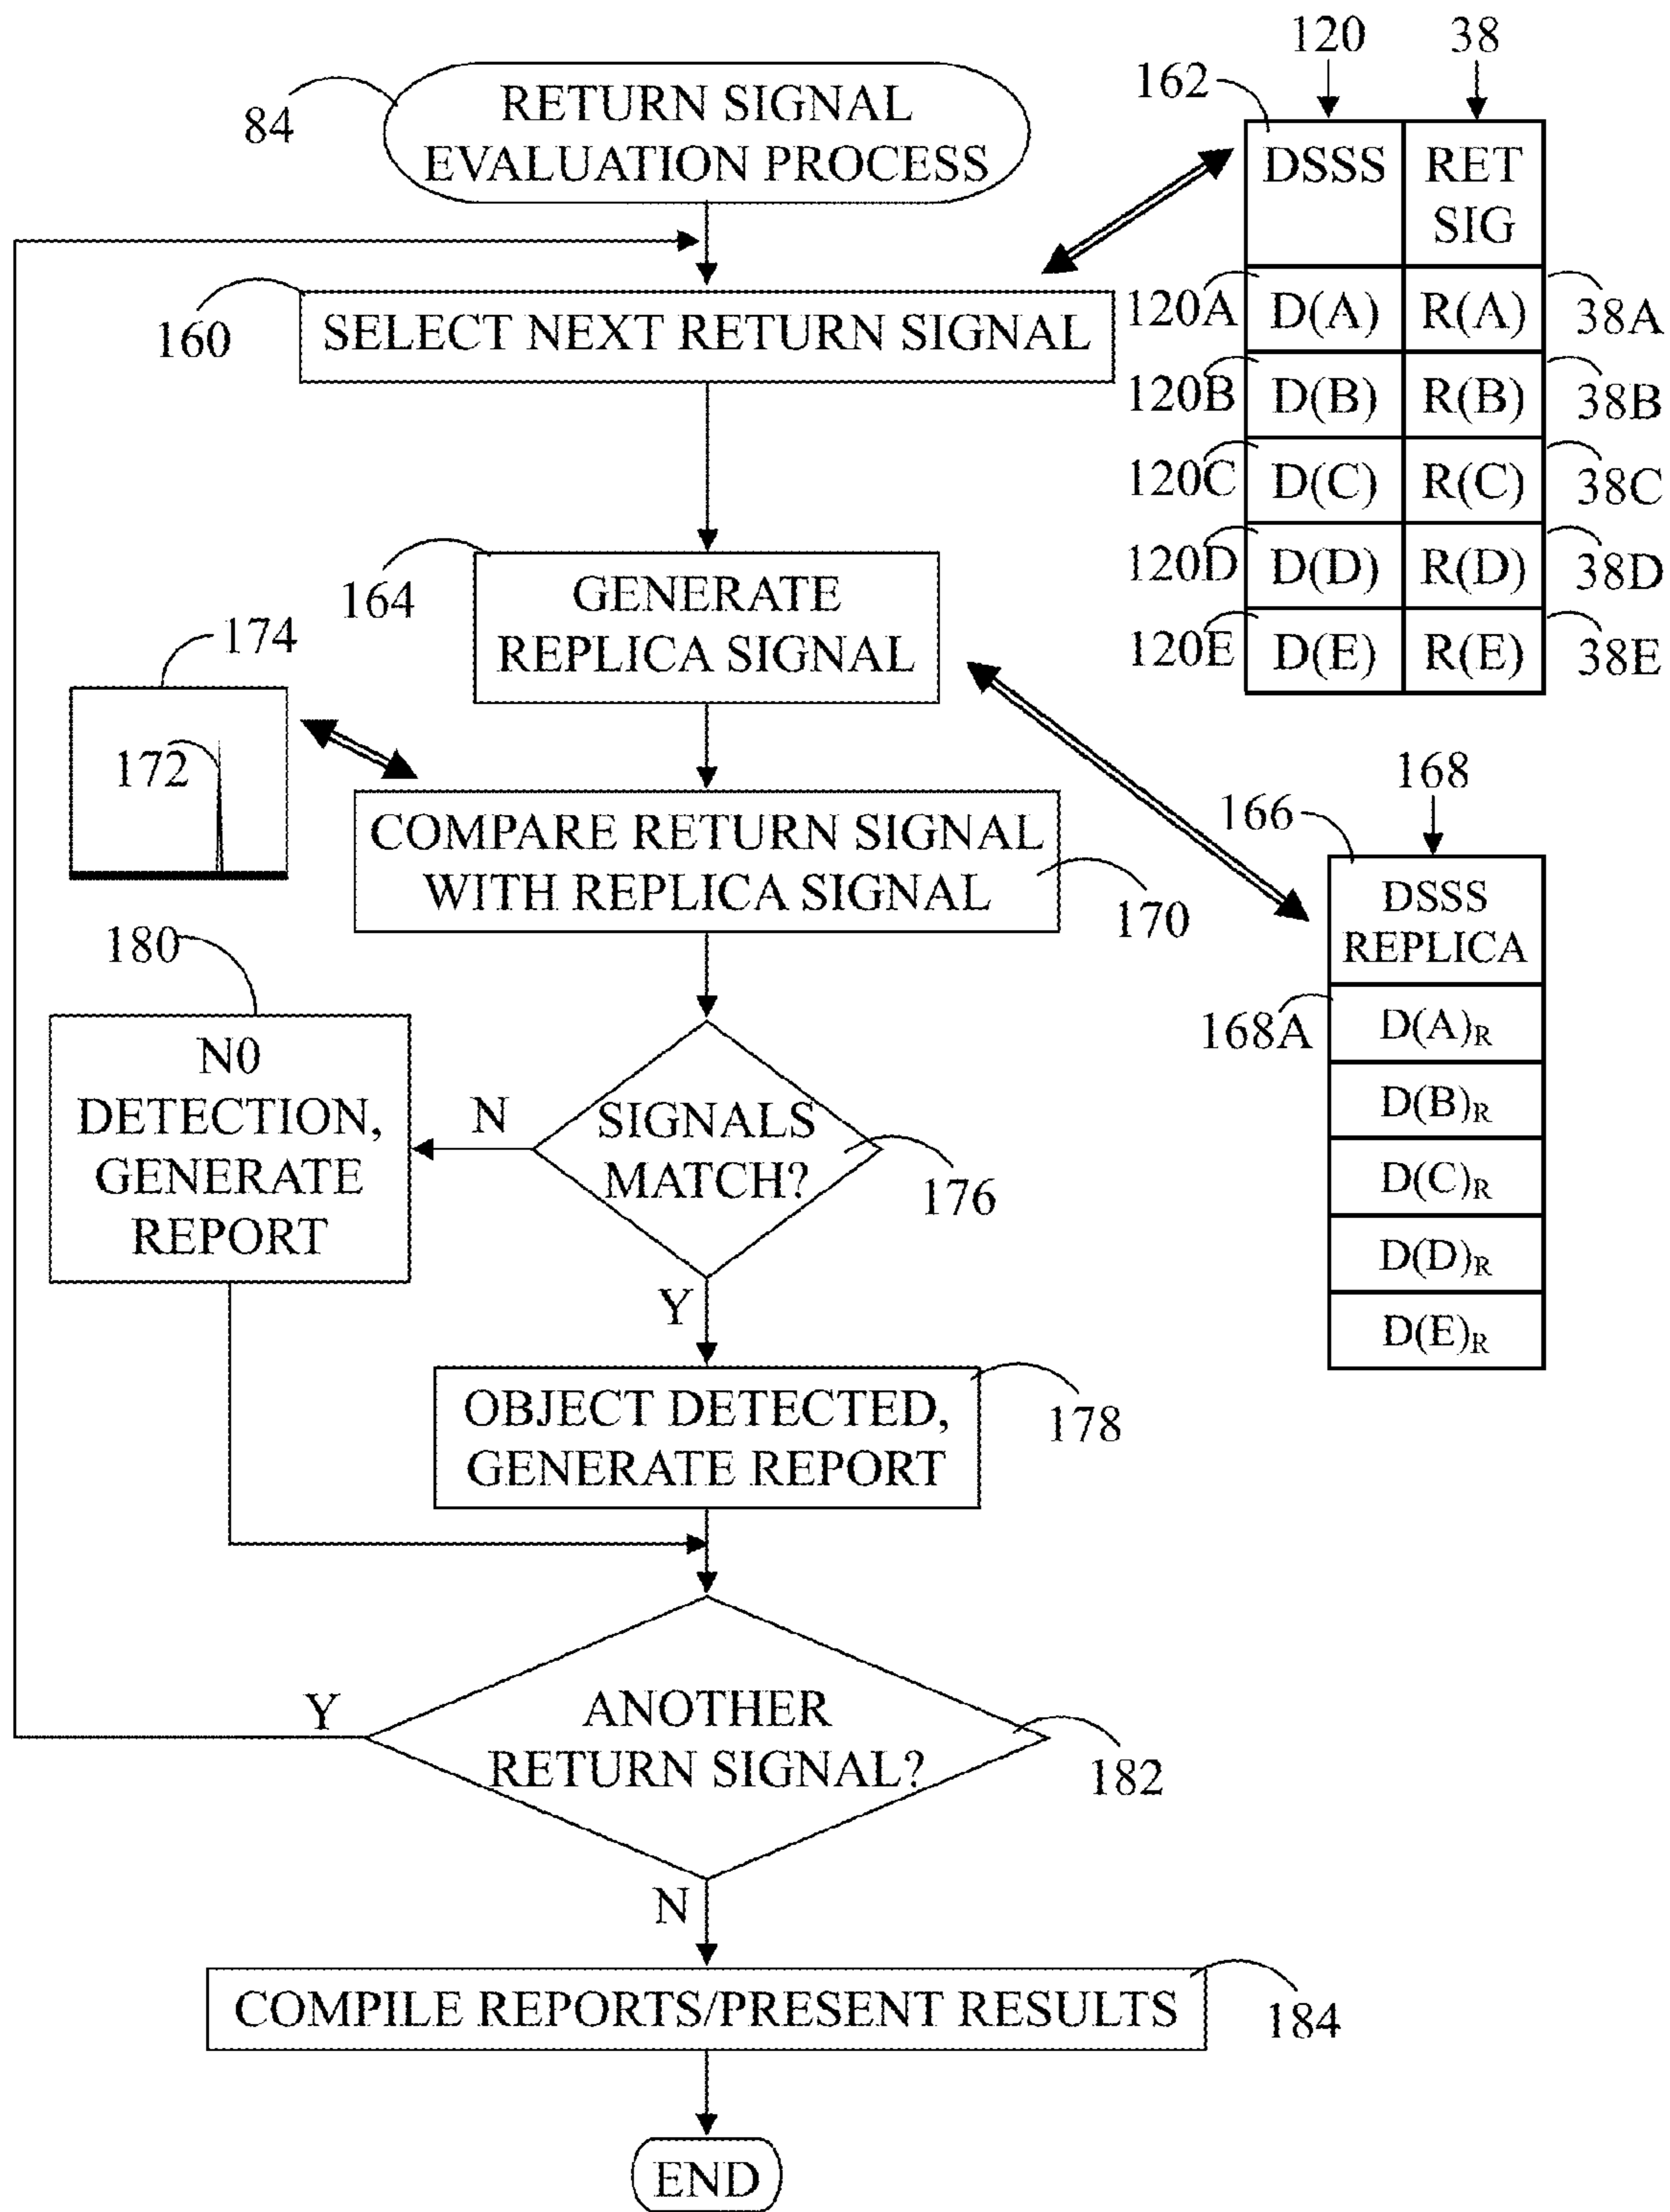 120 38
162
84
RETURN SIGNAL
EVALUATION PROCESS
DSSS RET
SIG
160
SELECT NEXT RETURN SIGNAL
120A D(A) R(A) 38A
120B D(B) R(B) 38B
120C D(C) R(C) 38C
120D D(D) R(D) 38D
120E D(E) R(E) 38E
164
GENERATE
REPLICA SIGNAL
174
172
COMPARE RETURN SIGNAL
WITH REPLICA SIGNAL
170
168
166
DSSS
REPLICA
168A D(A)R
D(B)R
D(C)R
D(D)R
D(E)R
180
N0
DETECTION,
GENERATE
REPORT
N
SIGNALS
MATCH?
176
Y
OBJECT DETECTED,
GENERATE REPORT
178
Y
ANOTHER
RETURN SIGNAL?
182
N
COMPILE REPORTS/PRESENT RESULTS
184
END